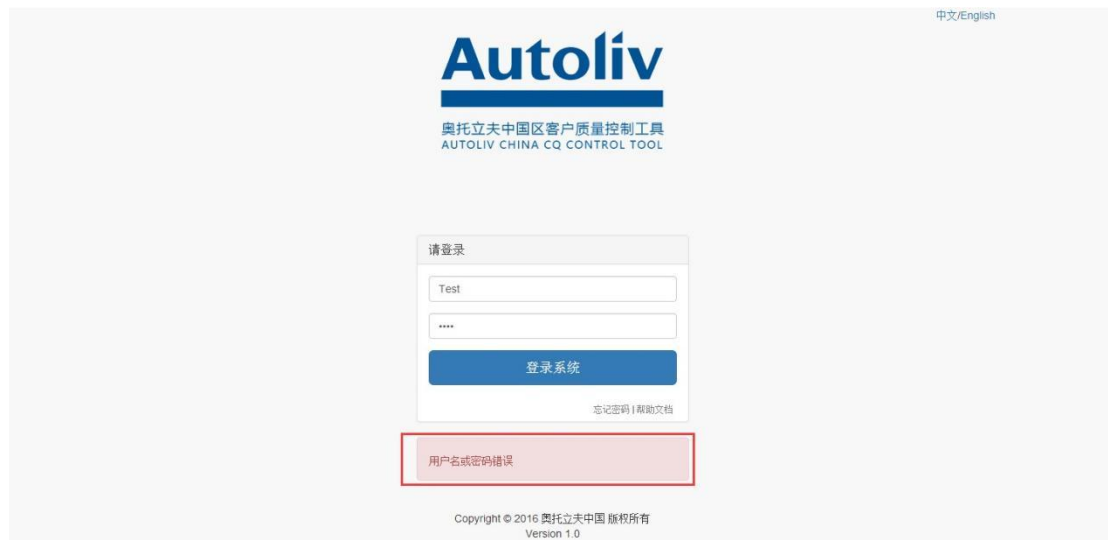 中文/English
Autoliv
奥托立夫中国区客户质量控制工具
AUTOLIV CHINA CQ CONTROL TOOL
请登录
Test
••••
登录系统
忘记密码 | 帮助文档
用户名或密码错误
Copyright © 2016 奥托立夫中国 版权所有
Version 1.0